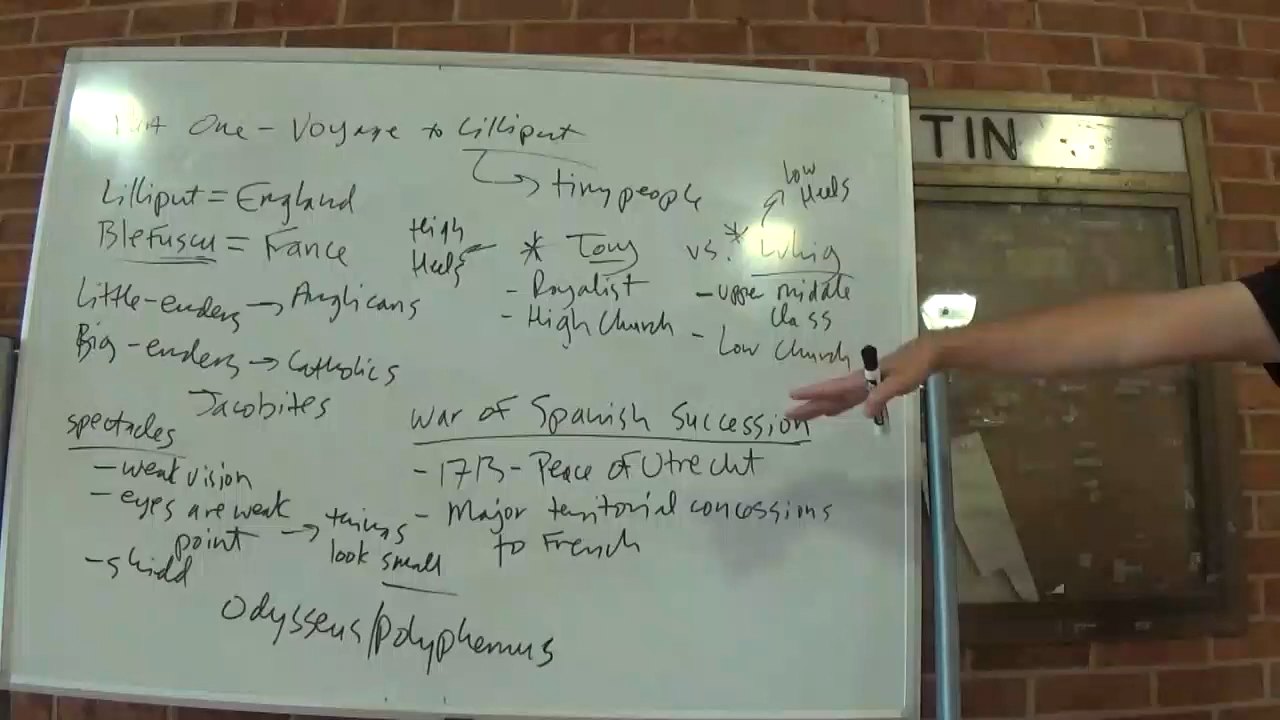 Part One - Voyage to Lilliput
tiny people
Lilliput = England
Blefuscu = France
Little-enders → Anglicans
Big-enders → Catholics
Jacobites
High
Heels
* Tory vs. * Whig
Low
Heels
- Royalist
- High Church
- upper middle
class
- Low Church
spectacles
- weak vision
- eyes are weak
point → things
look small
- shield
Odysseus/Polyphemus
War of Spanish Succession
- 1713 - Peace of Utrecht
- Major territorial concessions
to French
TIN